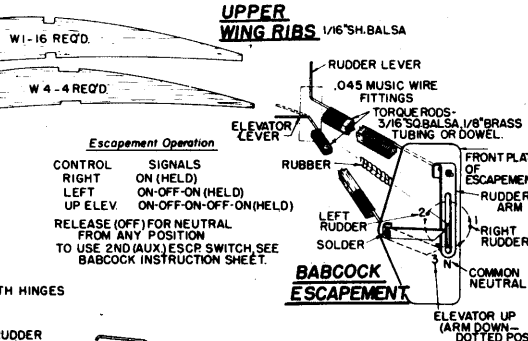 UPPER
WING RIBS 1/16"SH.BALSA
W1-16 REQ'D.
W4-4 REQ'D.
RUDDER LEVER
.045 MUSIC WIRE
FITTINGS
TORQUE RODS-
3/16"SQ.BALSA,1/8"BRASS
TUBING OR DOWEL.
ELEVATOR
LEVER
RUBBER
Escapement Operation
CONTROL SIGNALS
RIGHT ON (HELD)
LEFT ON-OFF-ON (HELD)
UP ELEV. ON-OFF-ON-OFF-ON(HELD)
RELEASE (OFF) FOR NEUTRAL
FROM ANY POSITION
TO USE 2ND (AUX.) ESCP SWITCH, SEE
BABCOCK INSTRUCTION SHEET.
FRONT PLAT
OF
ESCAPEMEN
RUDDER
ARM
LEFT
RUDDER
SOLDER
2
1
RIGHT
RUDDER
3
N
COMMON
NEUTRAL
BABCOCK
ESCAPEMENT
ELEVATOR UP
(ARM DOWN-
DOTTED POS
TH HINGES
UDDER